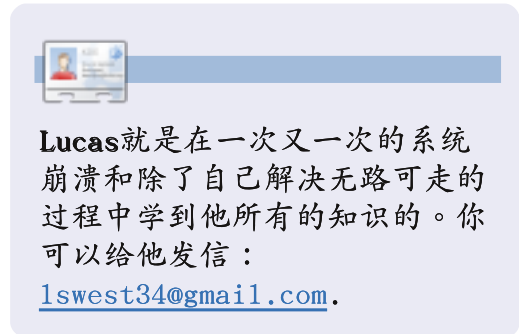 Lucas就是在一次又一次的系统
崩溃和除了自己解决无路可走的
过程中学到他所有的知识的。你
可以给他发信：
lswest34@gmail.com.